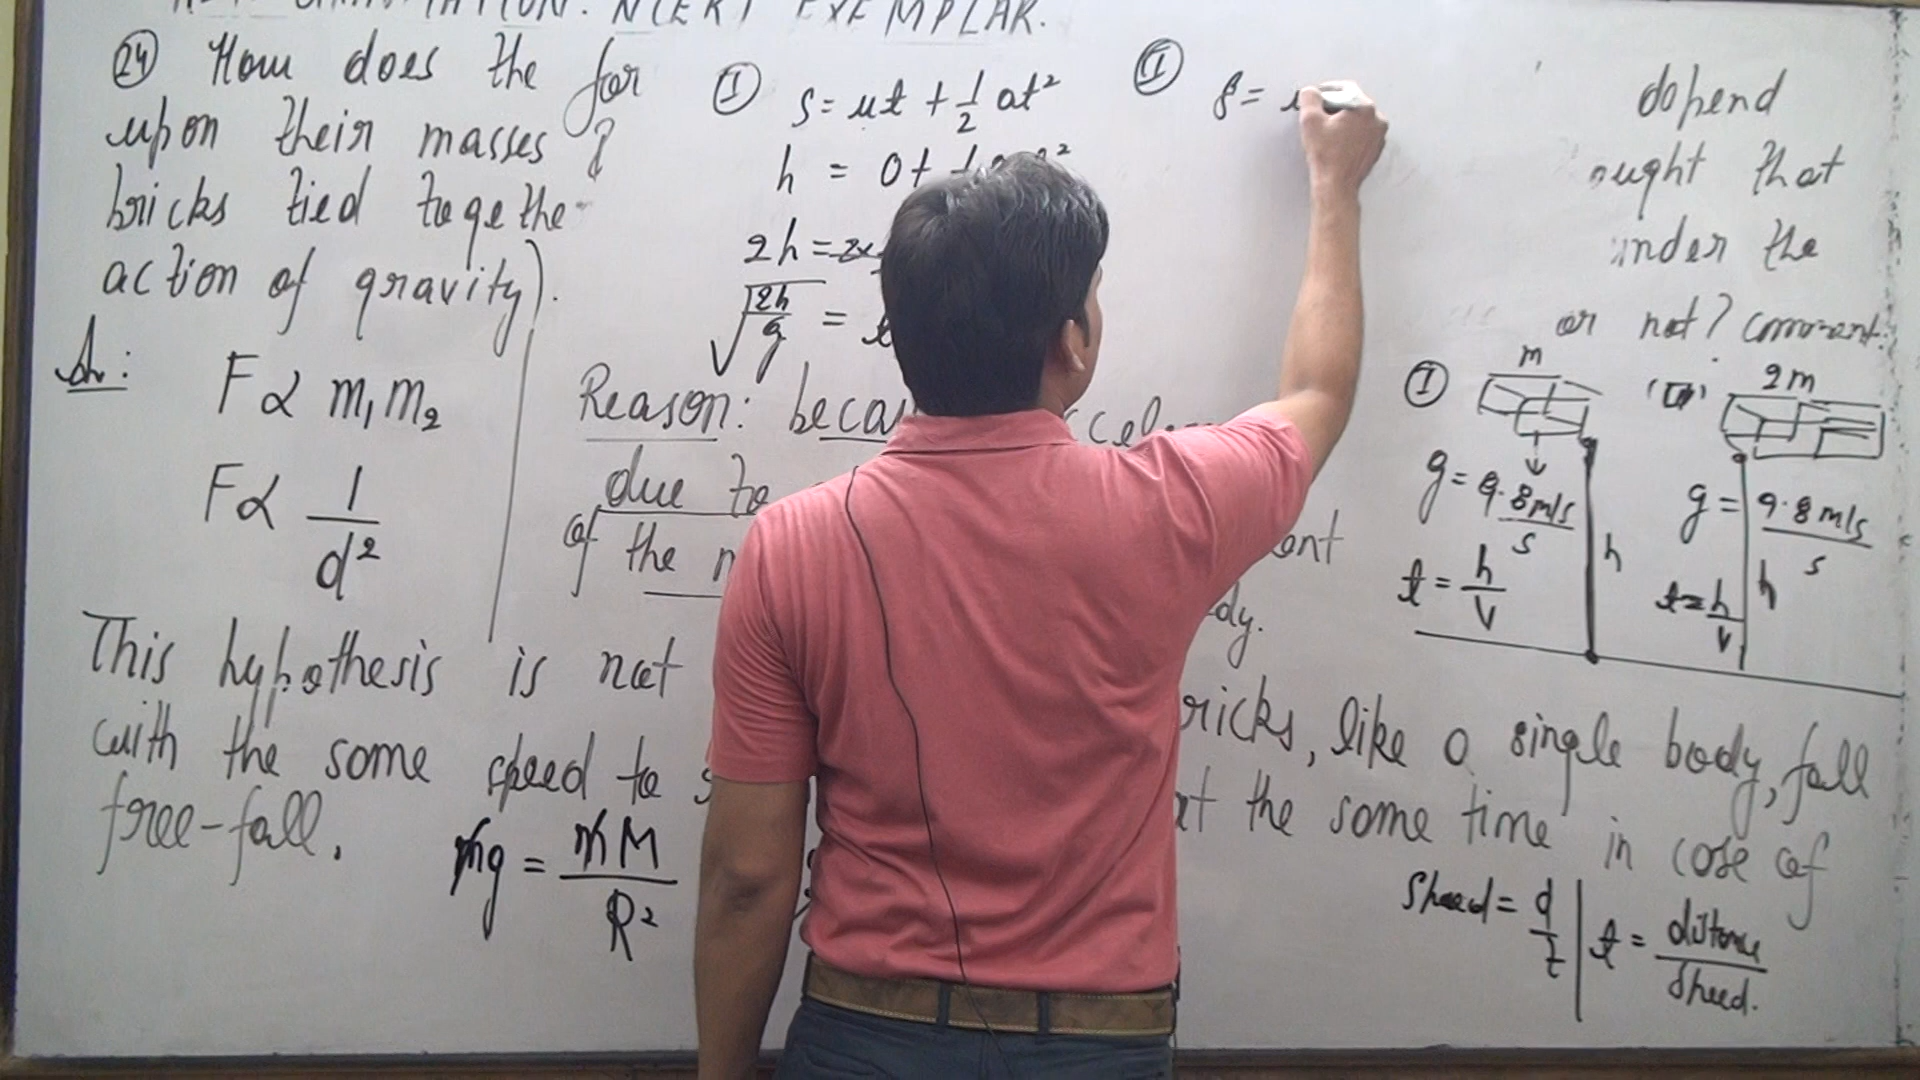 GRAVITATION. NCERT EXEMPLAR.
24 How does the for
upon their masses ?
bricks tied togethe
action of gravity).
depend
ought that
under the
or not? comment.
Ans:
F α m₁m₂
F α 1/d²
I s = ut + 1/2 at²
h = 0 +
2h = 2x
√2h/g = t
II s = u
Reason: beca
due to
of the
dy.
I m
g = 9.8 m/s/s
t = h/v
h
(II) 2m
g = 9.8 m/s/s
t = h/v
h
This hypothesis is not ricks, like a single body, fall
with the same speed to at the same time in case of
free-fall.
mg = mM/R²
Speed = d/t
t = distance/speed.